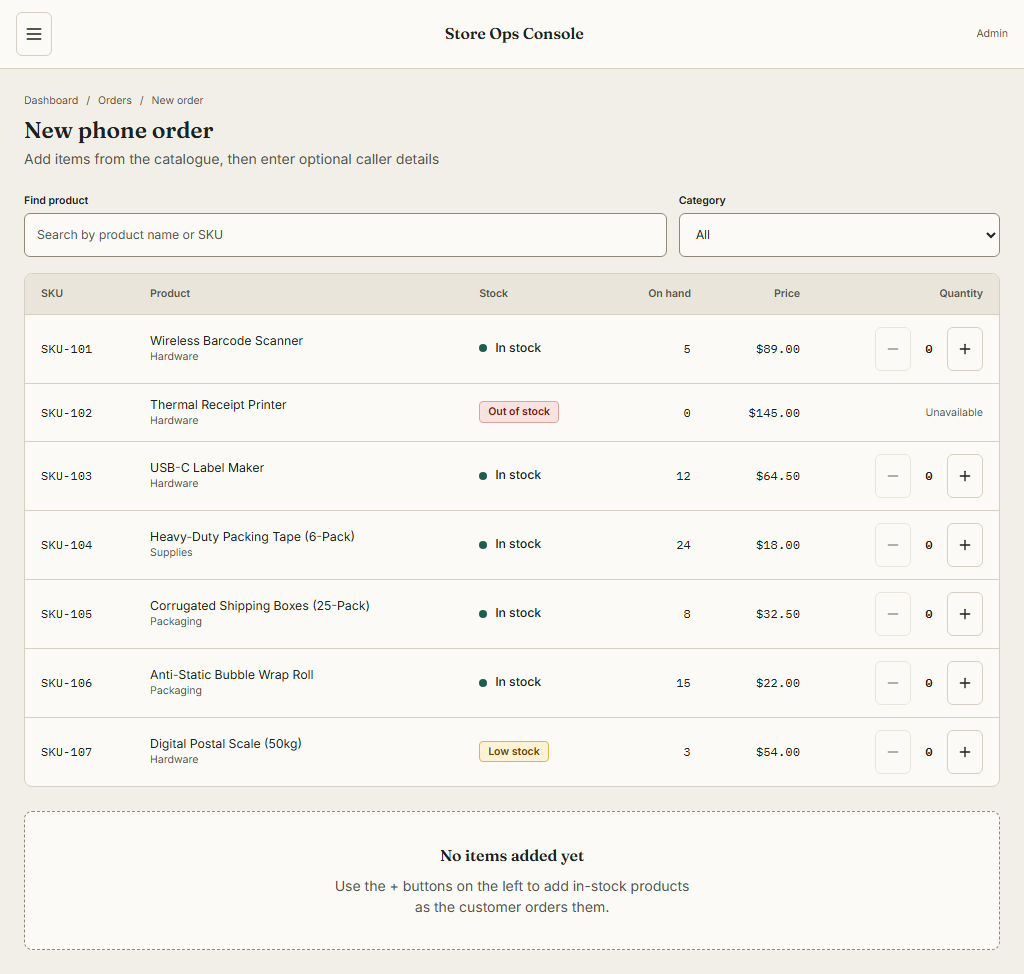 Store Ops Console
Admin
Dashboard / Orders / New order
New phone order
Add items from the catalogue, then enter optional caller details
Find product
Category
Search by product name or SKU
All
SKU Product Stock On hand Price Quantity
SKU-101 Wireless Barcode Scanner Hardware In stock 5 $89.00 − 0 +
SKU-102 Thermal Receipt Printer Hardware Out of stock 0 $145.00 Unavailable
SKU-103 USB-C Label Maker Hardware In stock 12 $64.50 − 0 +
SKU-104 Heavy-Duty Packing Tape (6-Pack) Supplies In stock 24 $18.00 − 0 +
SKU-105 Corrugated Shipping Boxes (25-Pack) Packaging In stock 8 $32.50 − 0 +
SKU-106 Anti-Static Bubble Wrap Roll Packaging In stock 15 $22.00 − 0 +
SKU-107 Digital Postal Scale (50kg) Hardware Low stock 3 $54.00 − 0 +
No items added yet
Use the + buttons on the left to add in-stock products
as the customer orders them.